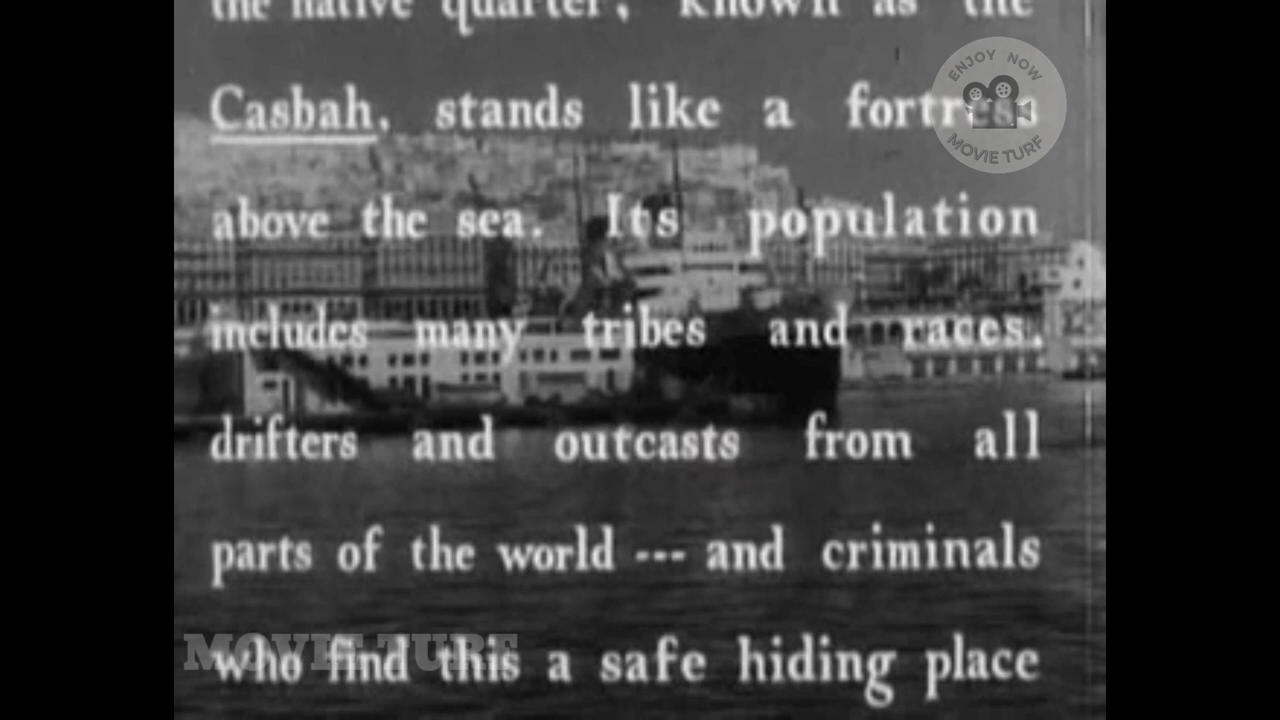 the native quarter, known as the
Casbah, stands like a fortress
above the sea. Its population
includes many tribes and races,
drifters and outcasts from all
parts of the world --- and criminals
who find this a safe hiding place
ENJOY NOW
MOVIE TURF
MOVIE TURF